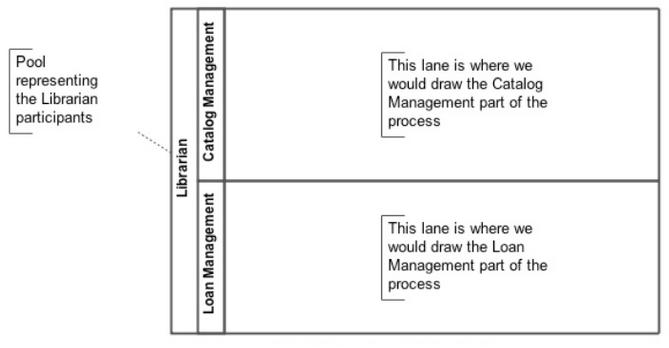 Pool
representing
the Librarian
participants
Librarian
Catalog Management
This lane is where we
would draw the Catalog
Management part of the
process
Loan Management
This lane is where we
would draw the Loan
Management part of the
process